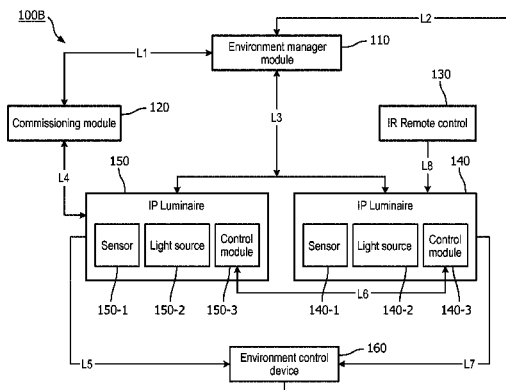 100B
L1
L2
Environment manager
module
110
120
Commissioning module
L3
130
IR Remote control
L4
L8
150
IP Luminaire
Sensor
Light source
Control
module
140
IP Luminaire
Sensor
Light source
Control
module
150-1
150-2
150-3
L6
140-1
140-2
140-3
L5
L7
160
Environment control
device